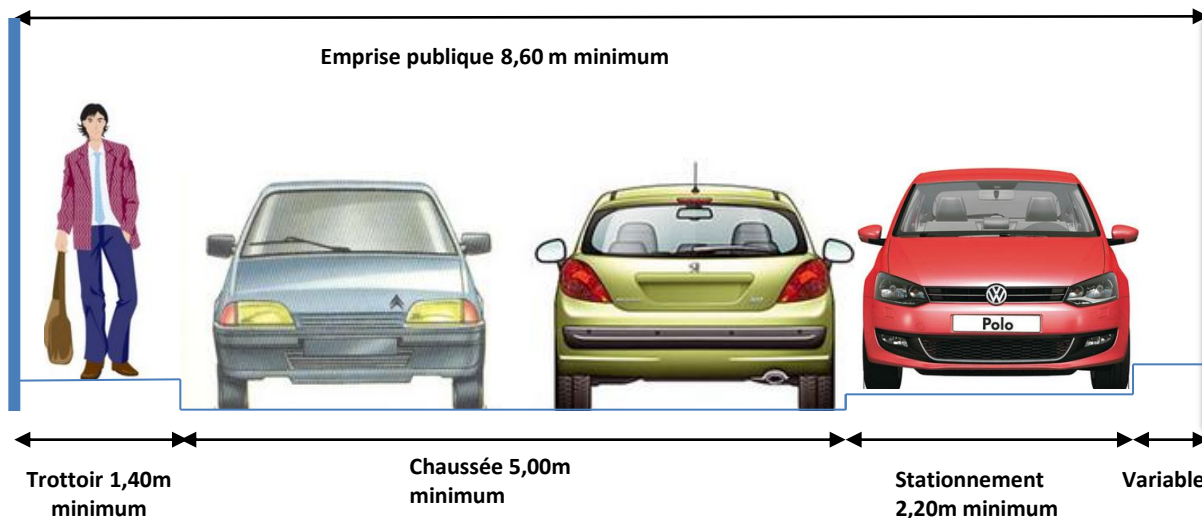 Emprise publique 8,60 m minimum
Polo
Trottoir 1,40m
minimum
Chaussée 5,00m
minimum
Stationnement
2,20m minimum
Variable